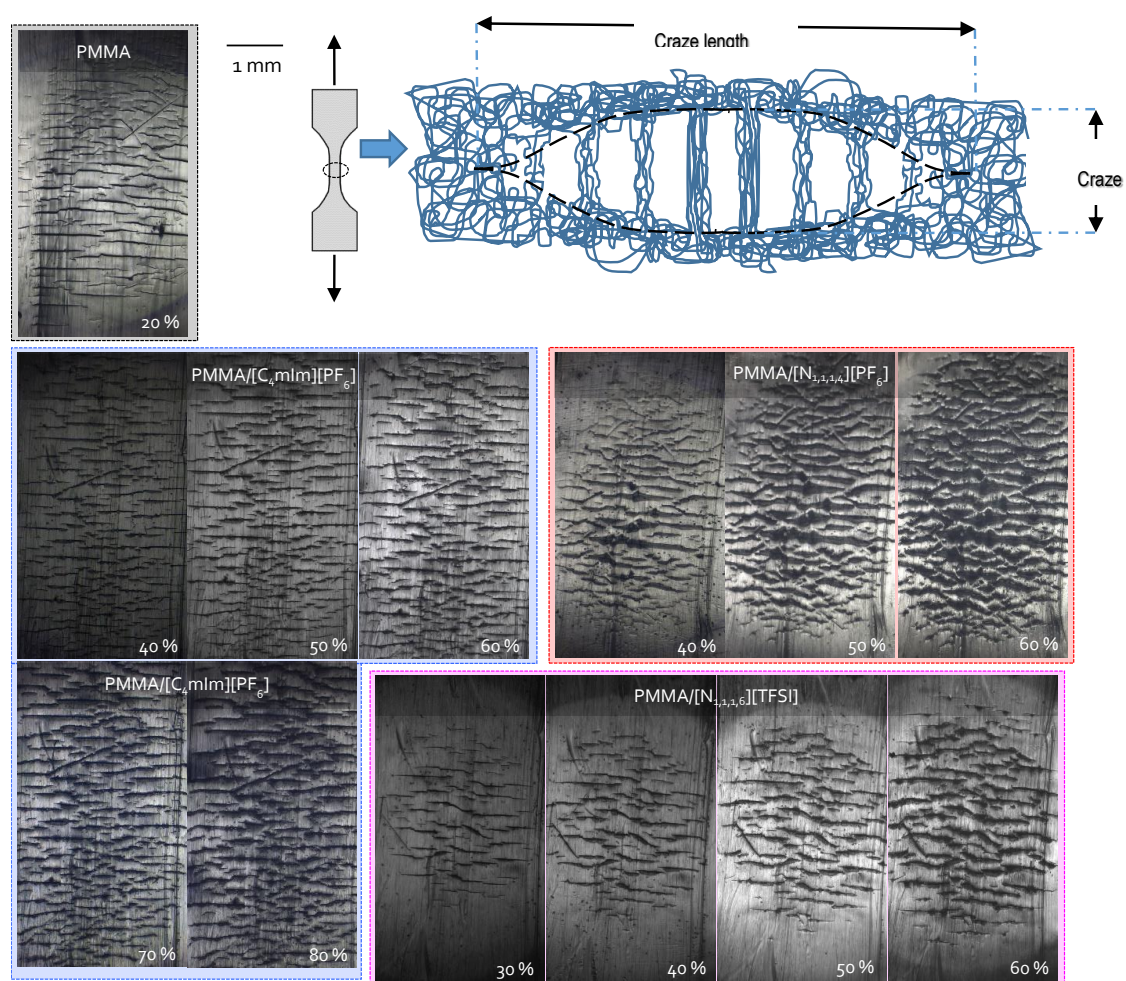 PMMA
1 mm
20 %
Craze length
Craze
PMMA/[C₄mIm][PF₆]
40 %
50 %
60 %
PMMA/[N₁,₁,₁,₄][PF₆]
40 %
50 %
60 %
PMMA/[C₄mIm][PF₆]
70 %
80 %
PMMA/[N₁,₁,₁,₆][TFSI]
30 %
40 %
50 %
60 %